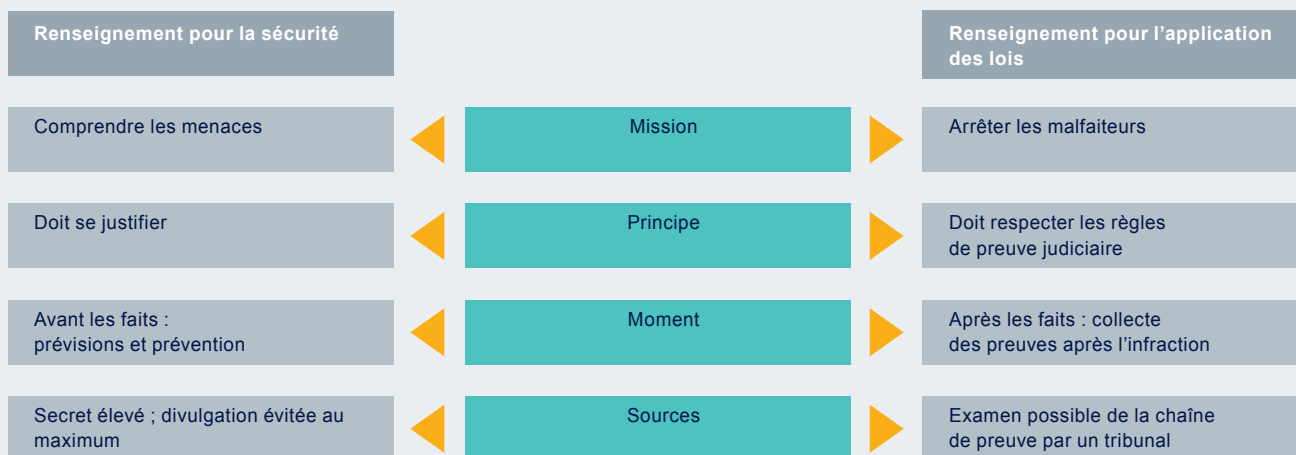 Renseignement pour la sécurité
Renseignement pour l’application
des lois
Comprendre les menaces
Mission
Arrêter les malfaiteurs
Doit se justifier
Principe
Doit respecter les règles
de preuve judiciaire
Avant les faits :
prévisions et prévention
Moment
Après les faits : collecte
des preuves après l’infraction
Secret élevé ; divulgation évitée au
maximum
Sources
Examen possible de la chaîne
de preuve par un tribunal